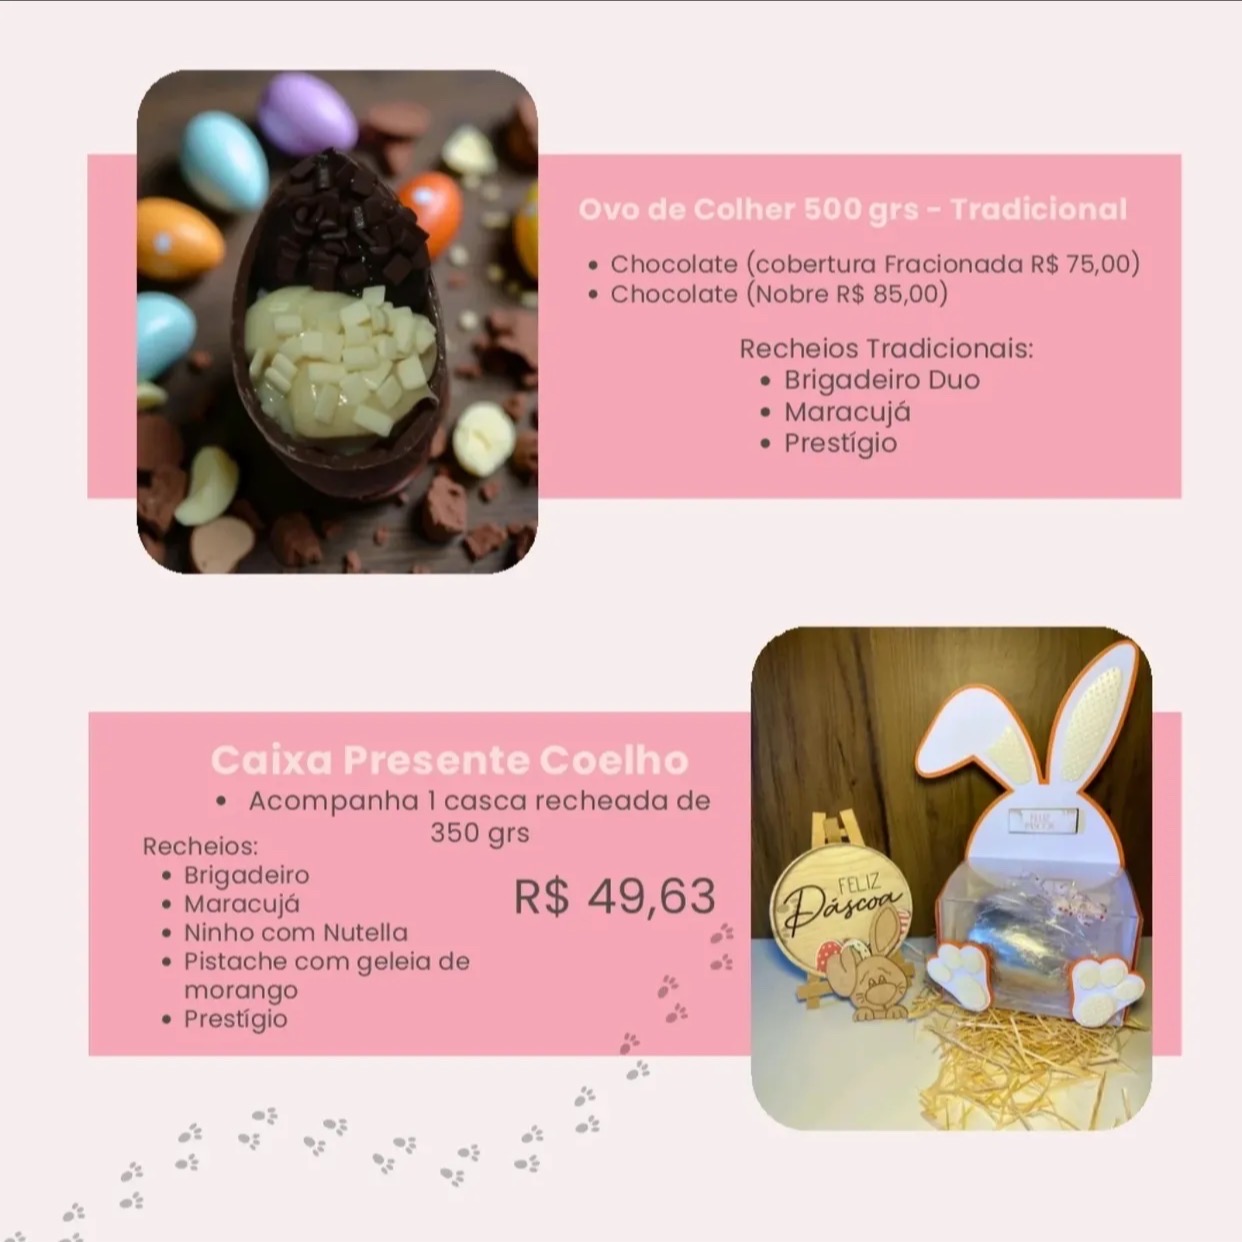 Ovo de Colher 500 grs - Tradicional
• Chocolate (cobertura Fracionada R$ 75,00)
• Chocolate (Nobre R$ 85,00)
Recheios Tradicionais:
• Brigadeiro Duo
• Maracujá
• Prestígio
Caixa Presente Coelho
• Acompanha 1 casca recheada de
350 grs
Recheios:
• Brigadeiro
• Maracujá
• Ninho com Nutella
• Pistache com geleia de
morango
• Prestígio
R$ 49,63
FELIZ
Páscoa